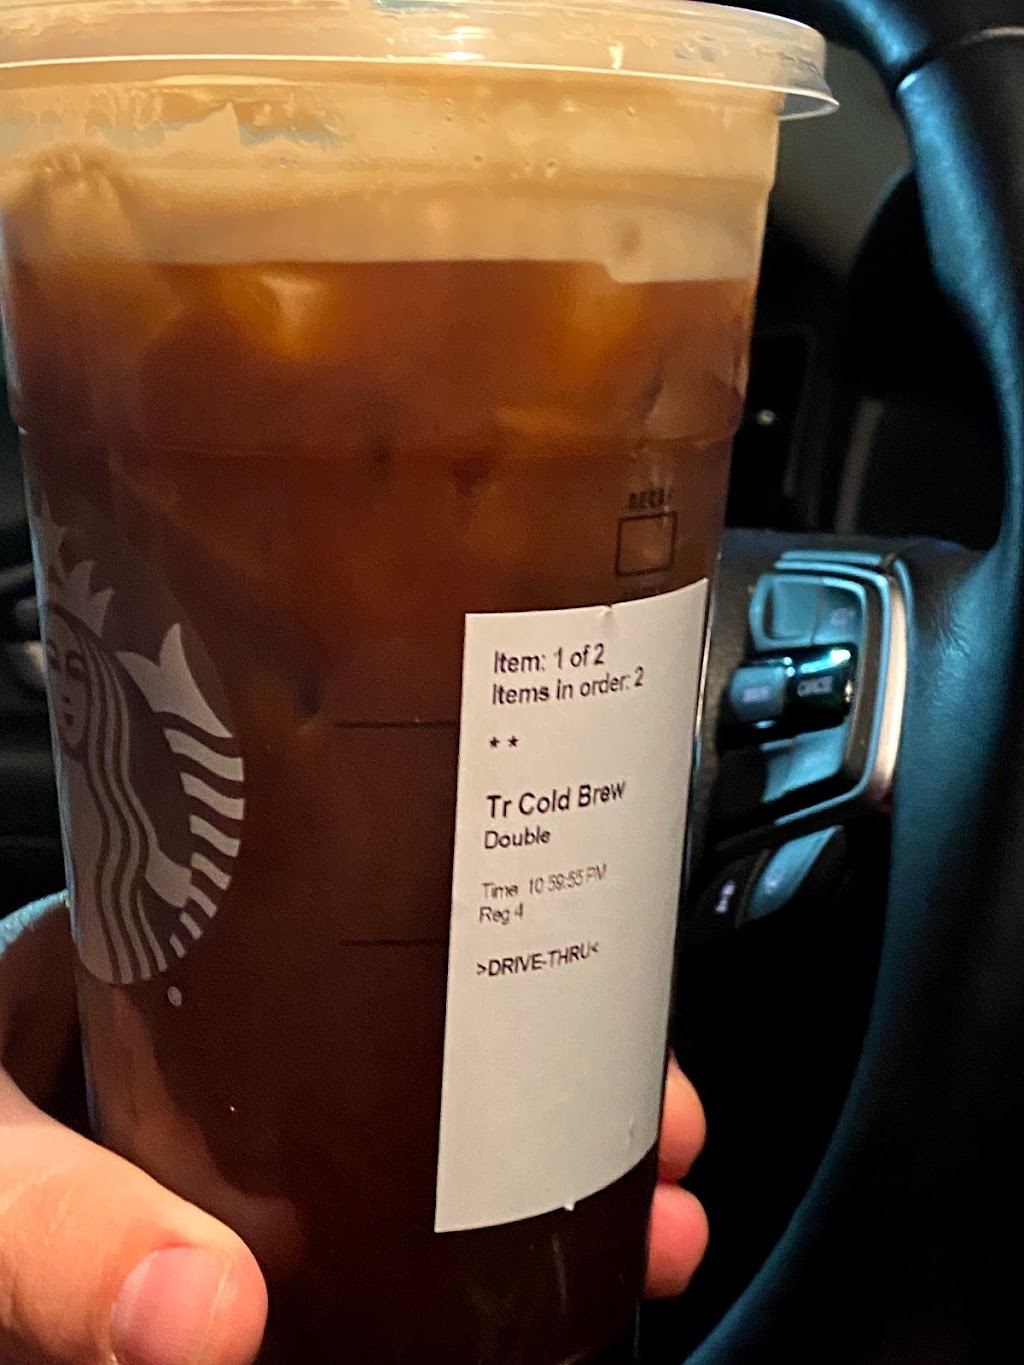 DECAF
Item: 1 of 2
Items in order: 2
* *
Tr Cold Brew
Double
Time 10:59:55 PM
Reg 4
>DRIVE-THRU<